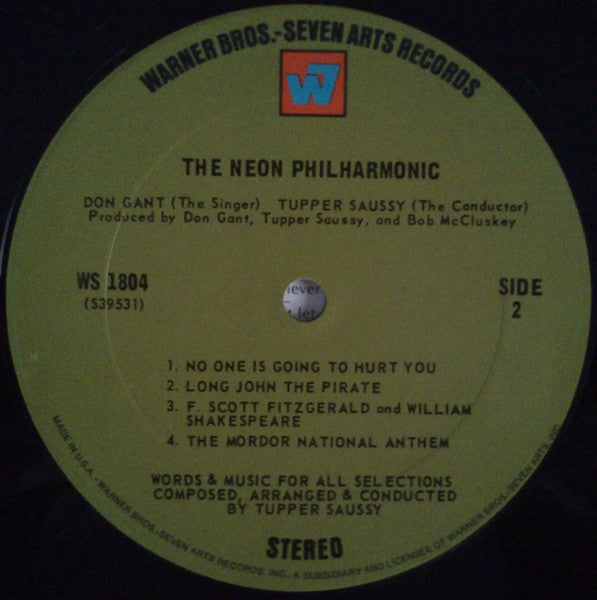 WARNER BROS.-SEVEN ARTS RECORDS
W7
THE NEON PHILHARMONIC
DON GANT (The Singer) TUPPER SAUSSY (The Conductor)
Produced by Don Gant, Tupper Saussy, and Bob McCluskey
WS 1804
(S39531)
SIDE
2
never
let
1. NO ONE IS GOING TO HURT YOU
2. LONG JOHN THE PIRATE
3. F. SCOTT FITZGERALD and WILLIAM
SHAKESPEARE
4. THE MORDOR NATIONAL ANTHEM
WORDS & MUSIC FOR ALL SELECTIONS
COMPOSED, ARRANGED & CONDUCTED
BY TUPPER SAUSSY
STEREO
MADE IN U.S.A. · WARNER BROS.-SEVEN ARTS RECORDS, INC., A SUBSIDIARY AND LICENSEE OF WARNER BROS.-SEVEN ARTS, INC.